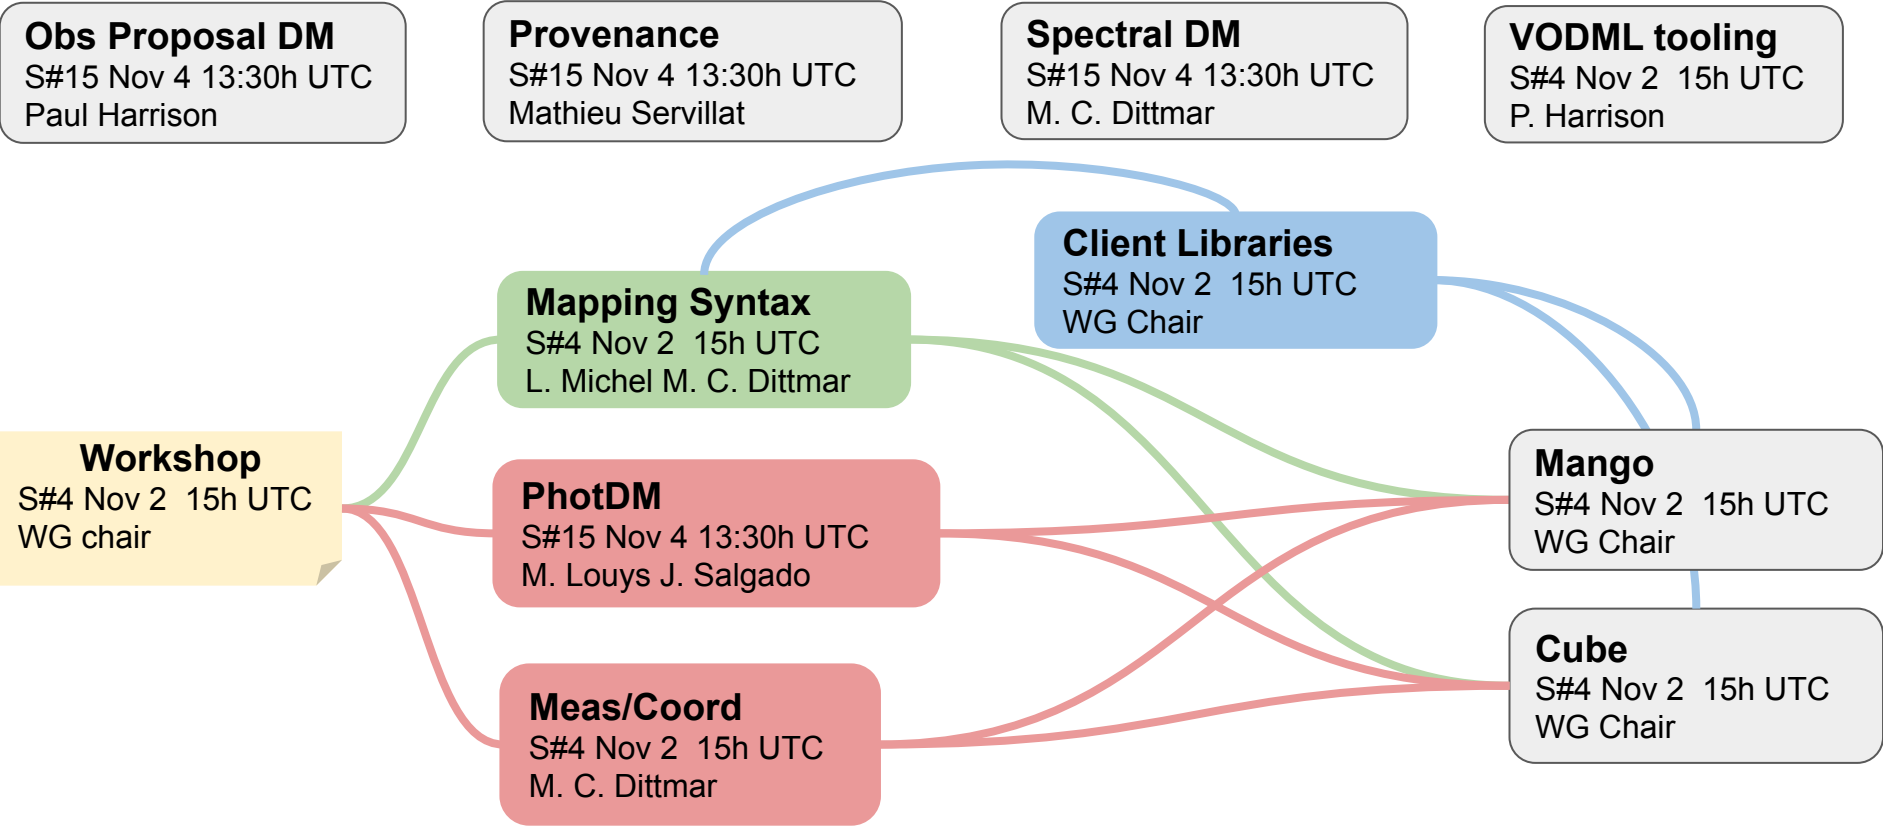 Obs Proposal DM
S#15 Nov 4 13:30h UTC
Paul Harrison
Provenance
S#15 Nov 4 13:30h UTC
Mathieu Servillat
Spectral DM
S#15 Nov 4 13:30h UTC
M. C. Dittmar
VODML tooling
S#4 Nov 2  15h UTC
P. Harrison
Client Libraries
S#4 Nov 2  15h UTC
WG Chair
Mapping Syntax
S#4 Nov 2  15h UTC
L. Michel M. C. Dittmar
Workshop
S#4 Nov 2  15h UTC
WG chair
PhotDM
S#15 Nov 4 13:30h UTC
M. Louys J. Salgado
Mango
S#4 Nov 2  15h UTC
WG Chair
Meas/Coord
S#4 Nov 2  15h UTC
M. C. Dittmar
Cube
S#4 Nov 2  15h UTC
WG Chair